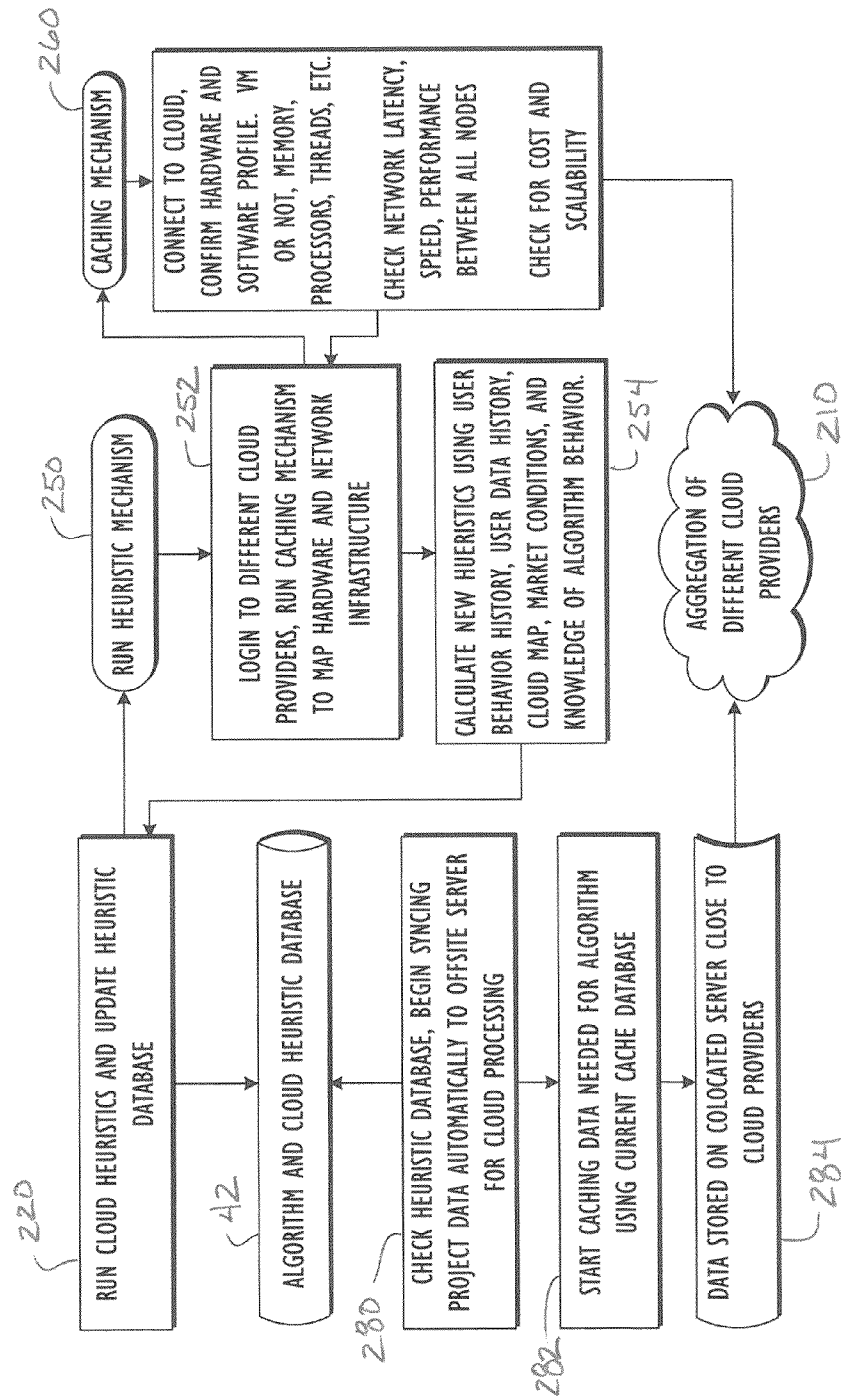 220
RUN CLOUD HEURISTICS AND UPDATE HEURISTIC
DATABASE
42
ALGORITHM AND CLOUD HEURISTIC DATABASE
280
CHECK HEURISTIC DATABASE, BEGIN SYNCING
PROJECT DATA AUTOMATICALLY TO OFFSITE SERVER
FOR CLOUD PROCESSING
282
START CACHING DATA NEEDED FOR ALGORITHM
USING CURRENT CACHE DATABASE
DATA STORED ON COLOCATED SERVER CLOSE TO
CLOUD PROVIDERS
284
250
RUN HEURISTIC MECHANISM
252
LOGIN TO DIFFERENT CLOUD
PROVIDERS, RUN CACHING MECHANISM
TO MAP HARDWARE AND NETWORK
INFRASTRUCTURE
CALCULATE NEW HUERISTICS USING USER
BEHAVIOR HISTORY, USER DATA HISTORY,
CLOUD MAP, MARKET CONDITIONS, AND
KNOWLEDGE OF ALGORITHM BEHAVIOR.
254
260
CACHING MECHANISM
CONNECT TO CLOUD,
CONFIRM HARDWARE AND
SOFTWARE PROFILE. VM
OR NOT, MEMORY,
PROCESSORS, THREADS, ETC.
CHECK NETWORK LATENCY,
SPEED, PERFORMANCE
BETWEEN ALL NODES
CHECK FOR COST AND
SCALABILITY
AGGREGATION OF
DIFFERENT CLOUD
PROVIDERS
210